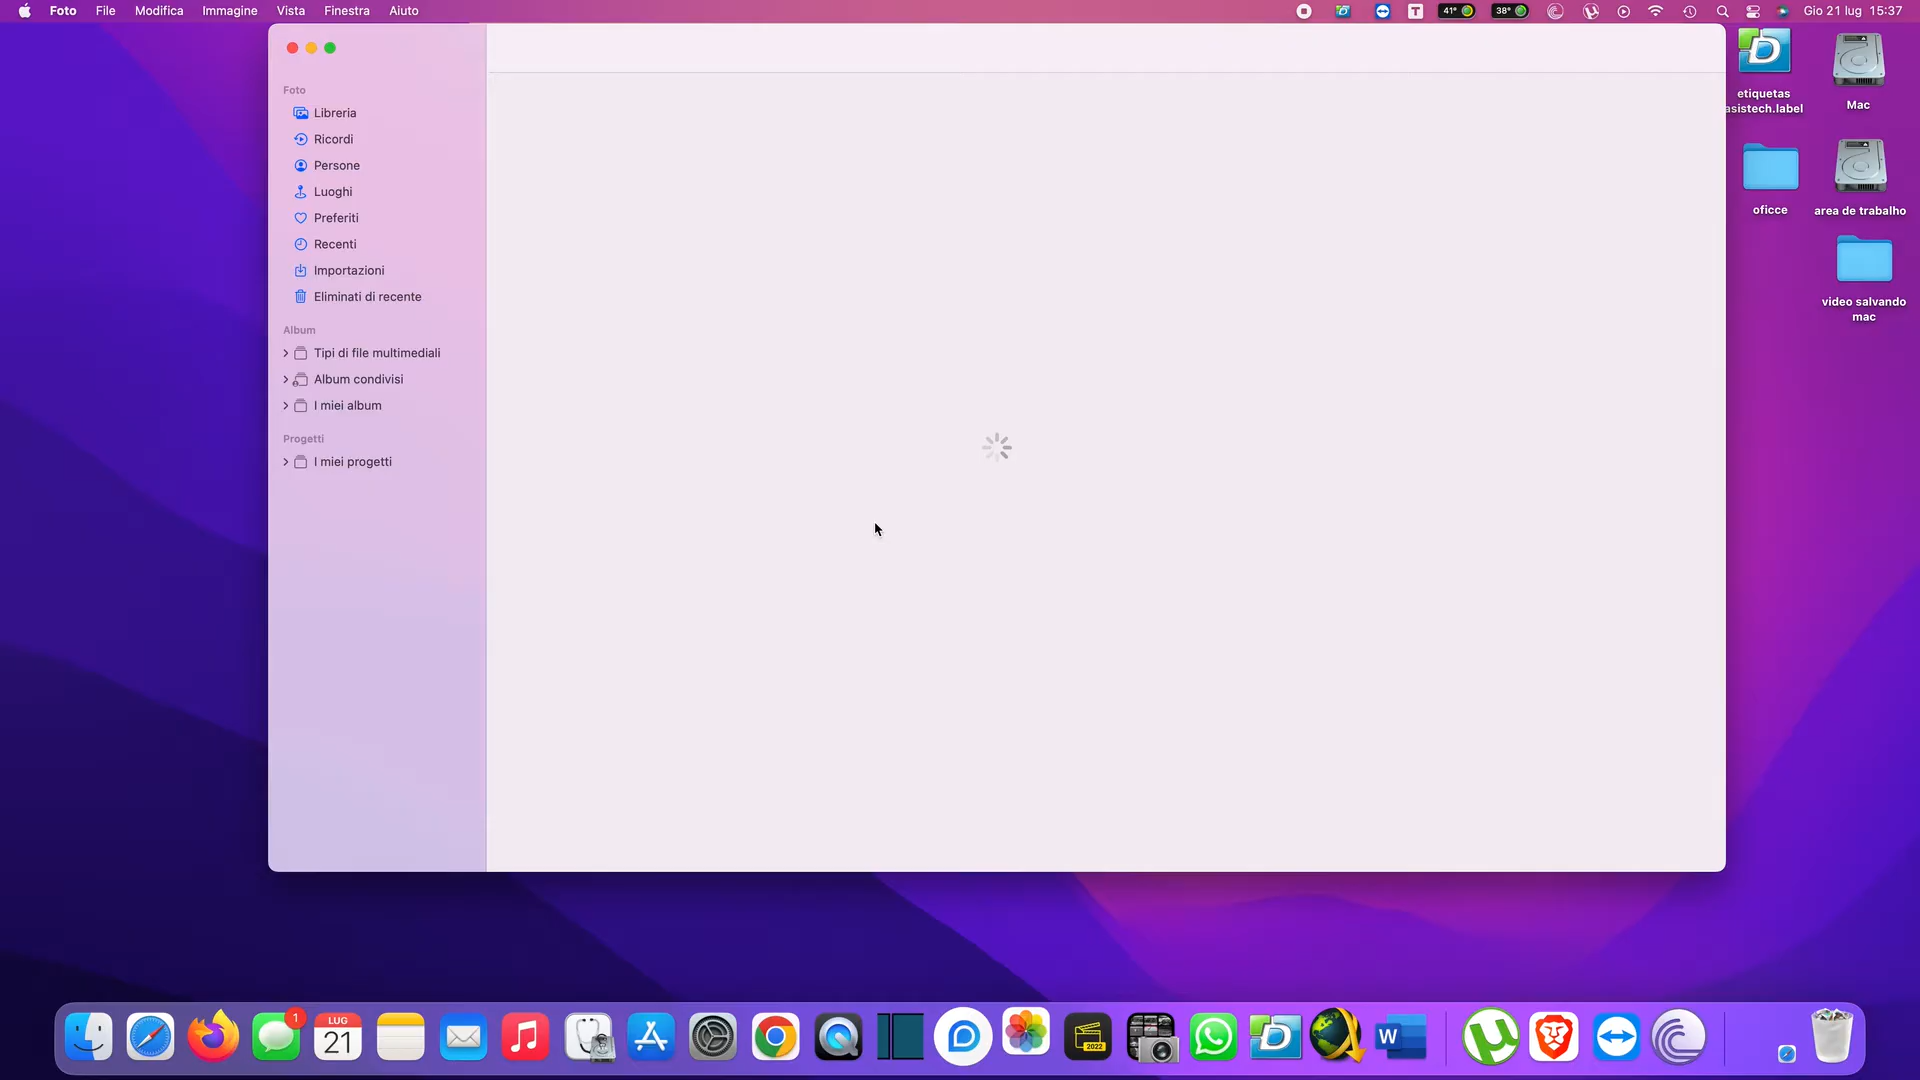 Foto File Modifica Immagine Vista Finestra Aiuto
T 41° 38° Gio 21 lug 15:37
Foto
Libreria
Ricordi
Persone
Luoghi
Preferiti
Recenti
Importazioni
Eliminati di recente
Album
Tipi di file multimediali
Album condivisi
I miei album
Progetti
I miei progetti
etiquetas
asistech.label
Mac
oficce
area de trabalho
video salvando
mac
1
LUG
21
2022
W